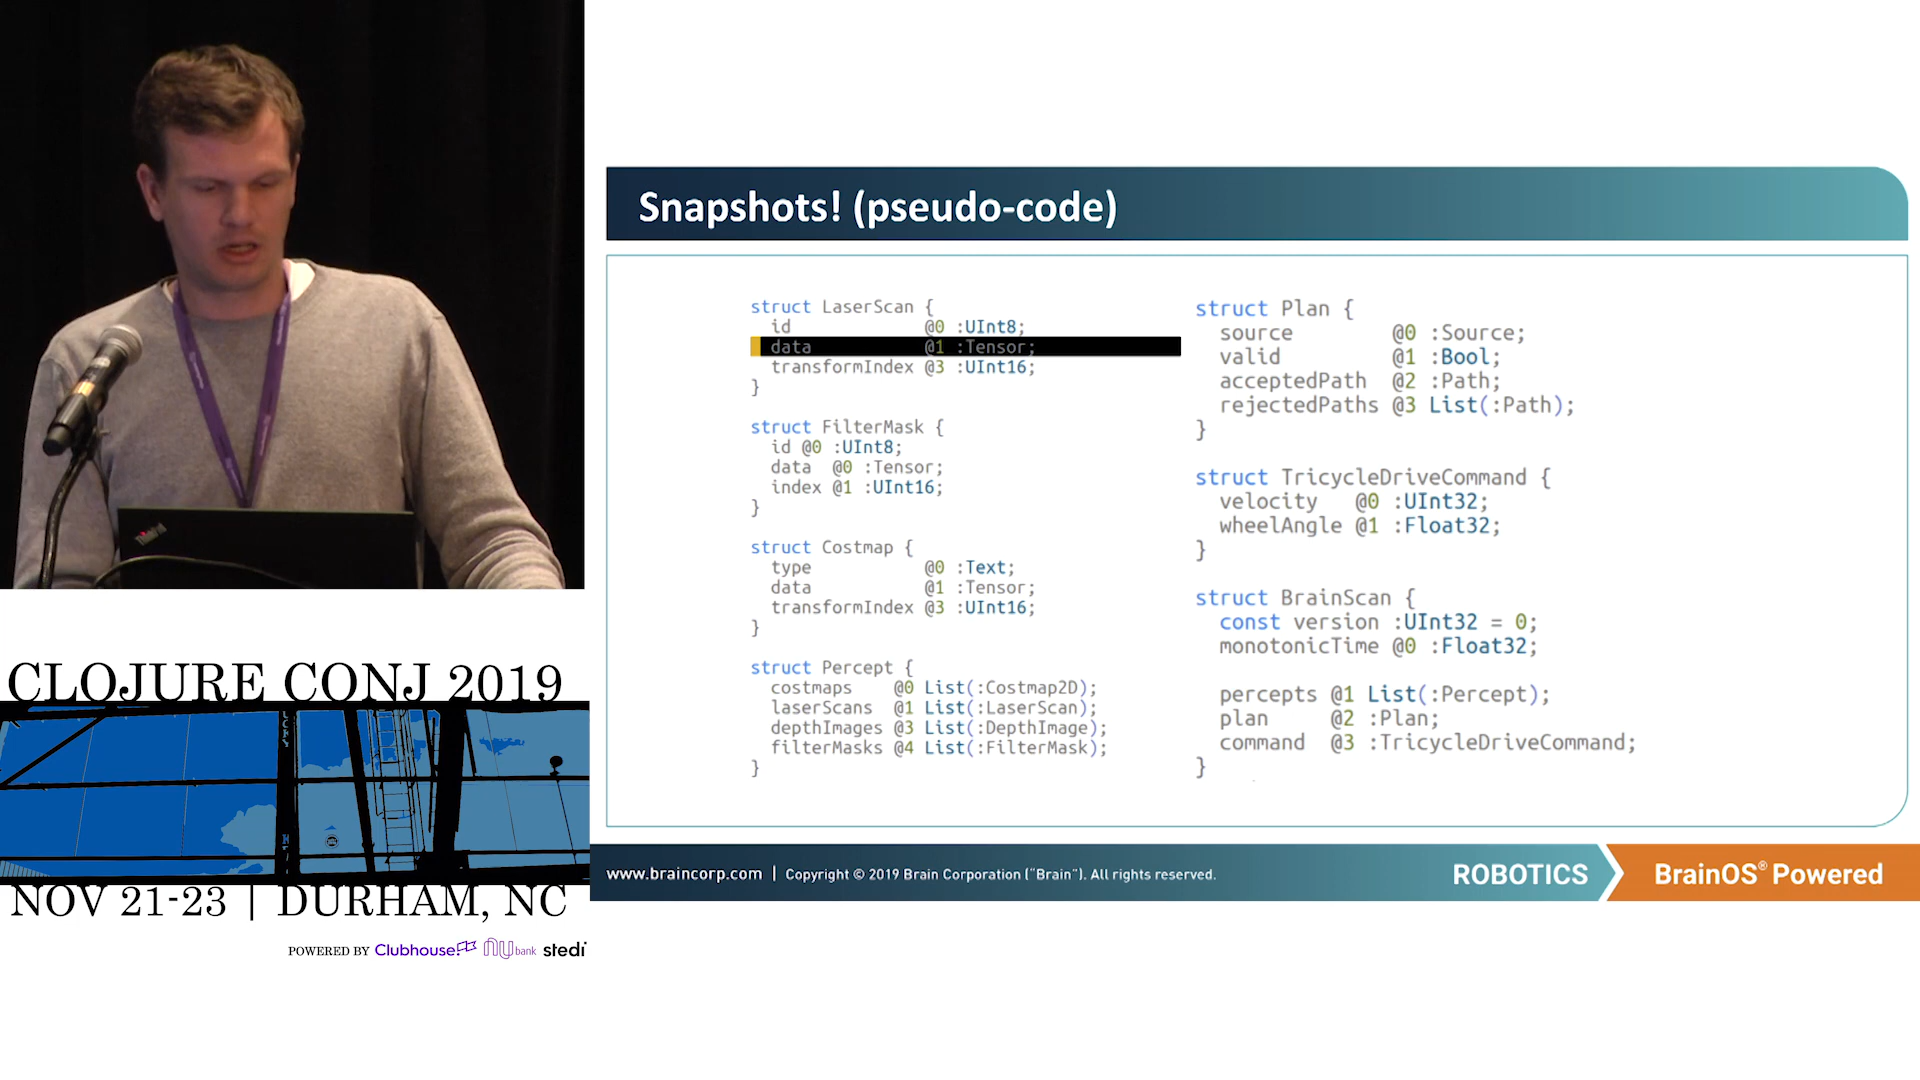 Snapshots! (pseudo-code)
struct LaserScan {
id @0 :UInt8;
data @1 :Tensor;
transformIndex @3 :UInt16;
}
struct FilterMask {
id @0 :UInt8;
data @0 :Tensor;
index @1 :UInt16;
}
struct Costmap {
type @0 :Text;
data @1 :Tensor;
transformIndex @3 :UInt16;
}
struct Percept {
costmaps @0 List(:Costmap2D);
laserScans @1 List(:LaserScan);
depthImages @3 List(:DepthImage);
filterMasks @4 List(:FilterMask);
}
struct Plan {
source @0 :Source;
valid @1 :Bool;
acceptedPath @2 :Path;
rejectedPaths @3 List(:Path);
}
struct TricycleDriveCommand {
velocity @0 :UInt32;
wheelAngle @1 :Float32;
}
struct BrainScan {
const version :UInt32 = 0;
monotonicTime @0 :Float32;
percepts @1 List(:Percept);
plan @2 :Plan;
command @3 :TricycleDriveCommand;
}
www.braincorp.com | Copyright © 2019 Brain Corporation ("Brain"). All rights reserved.
ROBOTICS
BrainOS® Powered
ThinkPad
CLOJURE CONJ 2019
NOV 21-23 | DURHAM, NC
POWERED BY Clubhouse nu bank stedi